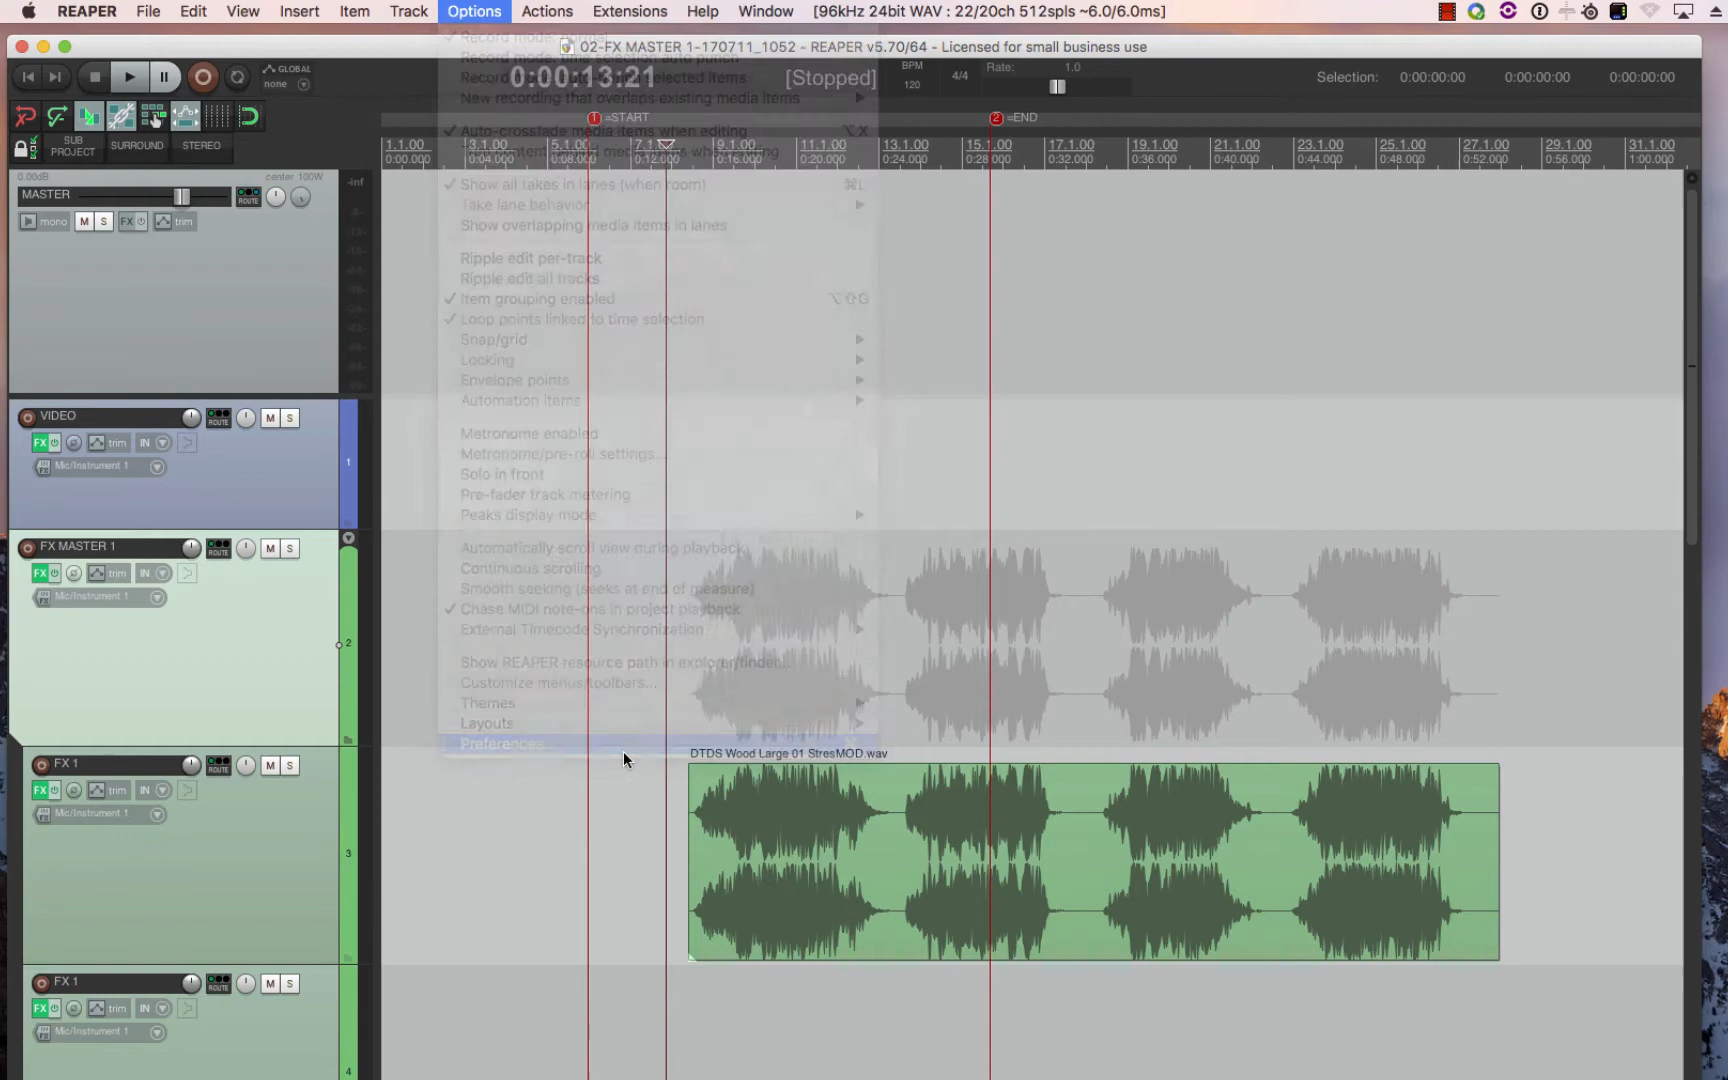 REAPER File Edit View Insert Item Track Options Actions Extensions Help Window [96kHz 24bit WAV : 22/20ch 512spls ~6.0/6.0ms]
02-FX MASTER 1-170711_1052 - REAPER v5.70/64 - Licensed for small business use
GLOBAL
none
0:00:13:21
[Stopped]
BPM
120
4/4
Rate:
1.0
Selection:
0:00:00:00
0:00:00:00
0:00:00:00
SUB
PROJECT
SURROUND
STEREO
1 =START
2 =END
1.1.00 3.1.00 5.1.00 7.1 9.1.00 11.1.00 13.1.00 15.1.00 17.1.00 19.1.00 21.1.00 23.1.00 25.1.00 27.1.00 29.1.00 31.1.00
0:00.000 0:04.000 0:08.000 0:12.000 0:16.000 0:20.000 0:24.000 0:28.000 0:32.000 0:36.000 0:40.000 0:44.000 0:48.000 0:52.000 0:56.000 1:00.000
Record mode: normal
Record mode: time selection auto punch
Record mode: auto-punch selected items
New recording that overlaps existing media items
Auto-crossfade media items when editing ⌥X
Trim content behind media items when editing
Show all takes in lanes (when room) ⌘L
Take lane behavior
Show overlapping media items in lanes
Ripple edit per-track
Ripple edit all tracks
Item grouping enabled ⌥⇧G
Loop points linked to time selection
Snap/grid
Locking
Envelope points
Automation items
Metronome enabled
Metronome/pre-roll settings...
Solo in front
Pre-fader track metering
Peaks display mode
Automatically scroll view during playback
Continuous scrolling
Smooth seeking (seeks at end of measure)
Chase MIDI note-ons in project playback
External Timecode Synchronization
Show REAPER resource path in explorer/finder...
Customize menus/toolbars...
Themes
Layouts
Preferences...
0.00dB
center 100W
-inf
MASTER
ROUTE
mono M S FX trim
VIDEO
ROUTE
M S
FX trim IN
Mic/Instrument 1
1
FX MASTER 1
ROUTE
M S
FX trim IN
Mic/Instrument 1
2
FX 1
ROUTE
M S
FX trim IN
Mic/Instrument 1
3
DTDS Wood Large 01 StresMOD.wav
FX 1
ROUTE
M S
FX trim IN
Mic/Instrument 1
4